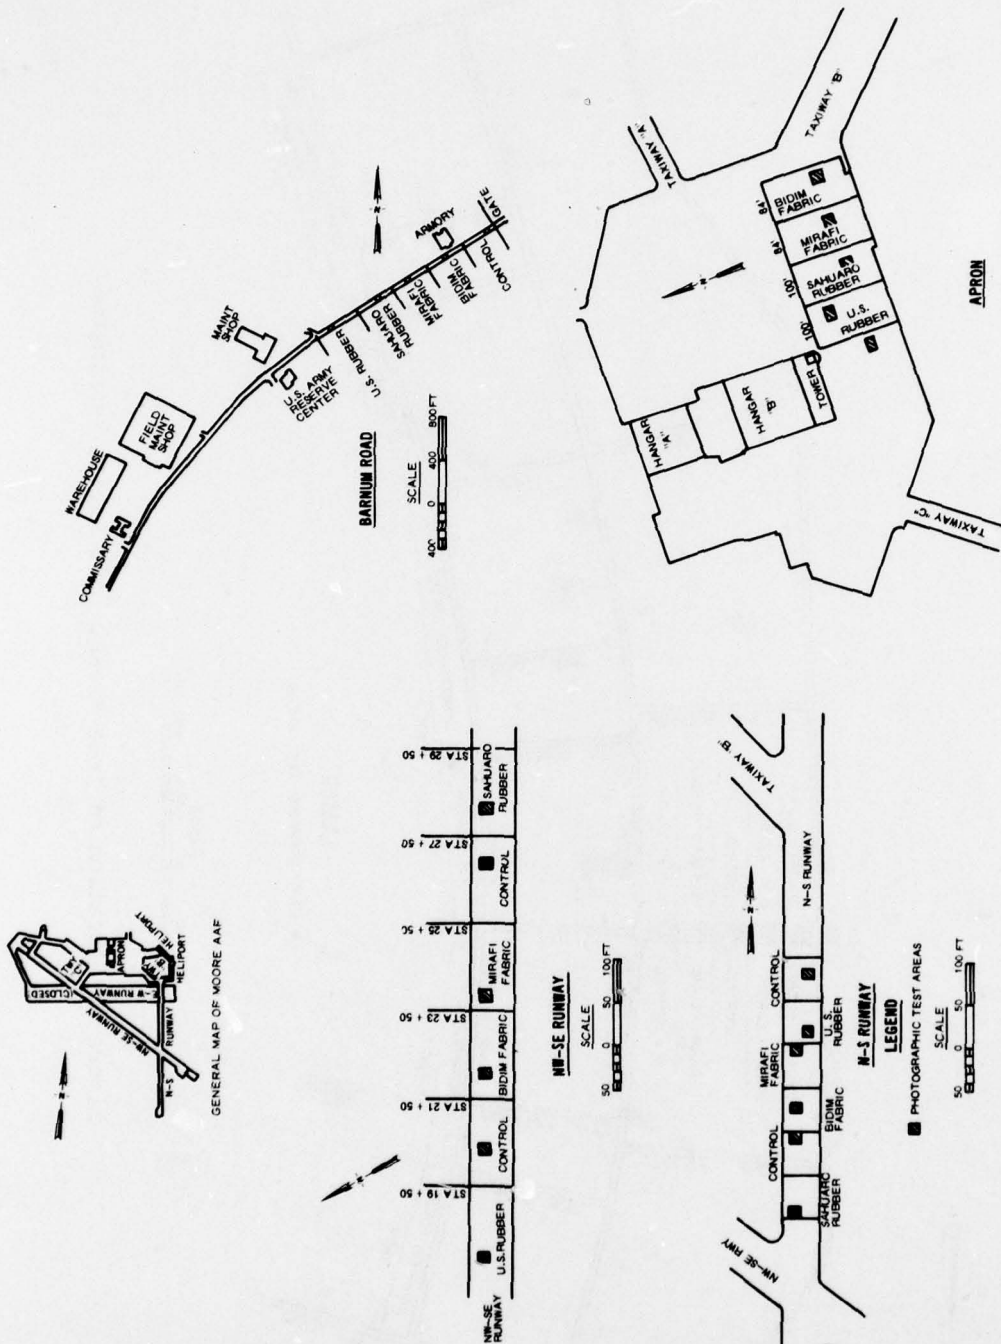 COMMISSARY
WAREHOUSE
FIELD
MAINT
SHOP
MAINT
SHOP
U.S. ARMY
RESERVE
CENTER
U.S. RUBBER
SAHUARO
RUBBER
MIRAFI
FABRIC
BIDIM
FABRIC
CONTROL
ARMORY
GATE
N
BARNUM ROAD
SCALE
400 0 400 800 FT
TAXIWAY "A"
TAXIWAY "B"
84'
BIDIM
FABRIC
84'
MIRAFI
FABRIC
100'
SAHUARO
RUBBER
100'
U.S.
RUBBER
N
HANGAR
"A"
HANGAR
"B"
TOWER
TAXIWAY "C"
APRON
N
NW-SE RUNWAY
(CLOSED)
E-W RUNWAY
N-S RUNWAY
TWY
"C"
APRON
TWY
"B"
HELIPORT
HELIPORT
GENERAL MAP OF MOORE AAF
NW-SE
RUNWAY
U.S. RUBBER
STA 19 + 50
CONTROL
STA 21 + 50
BIDIM FABRIC
STA 23 + 50
MIRAFI
FABRIC
STA 25 + 50
CONTROL
STA 27 + 50
SAHUARO
RUBBER
STA 29 + 50
NW-SE RUNWAY
SCALE
50 0 50 100 FT
NW-SE RWY
SAHUARO
RUBBER
CONTROL
BIDIM
FABRIC
MIRAFI
FABRIC
U.S.
RUBBER
CONTROL
N
N-S RUNWAY
TAXIWAY "B"
N-S RUNWAY
LEGEND
PHOTOGRAPHIC TEST AREAS
SCALE
50 0 50 100 FT